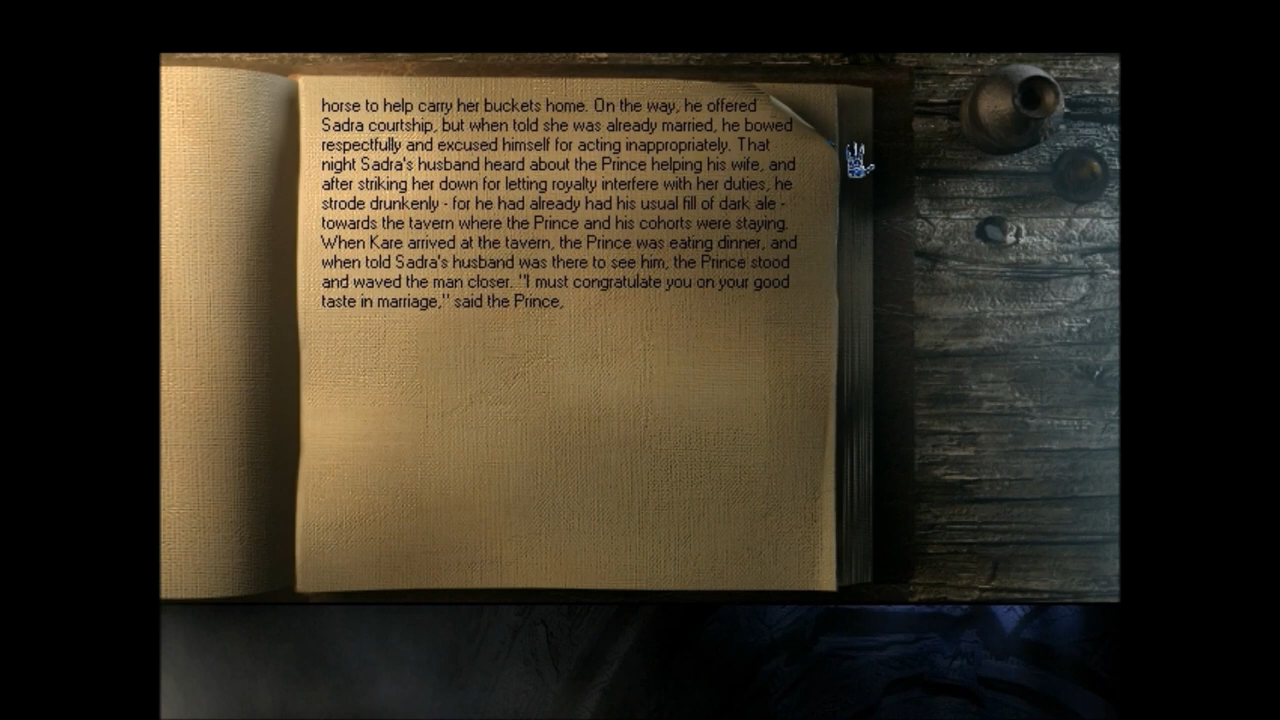 horse to help carry her buckets home. On the way, he offered
Sadra courtship, but when told she was already married, he bowed
respectfully and excused himself for acting inappropriately. That
night Sadra's husband heard about the Prince helping his wife, and
after striking her down for letting royalty interfere with her duties, he
strode drunkenly - for he had already had his usual fill of dark ale -
towards the tavern where the Prince and his cohorts were staying.
When Kare arrived at the tavern, the Prince was eating dinner, and
when told Sadra's husband was there to see him, the Prince stood
and waved the man closer. "I must congratulate you on your good
taste in marriage," said the Prince,